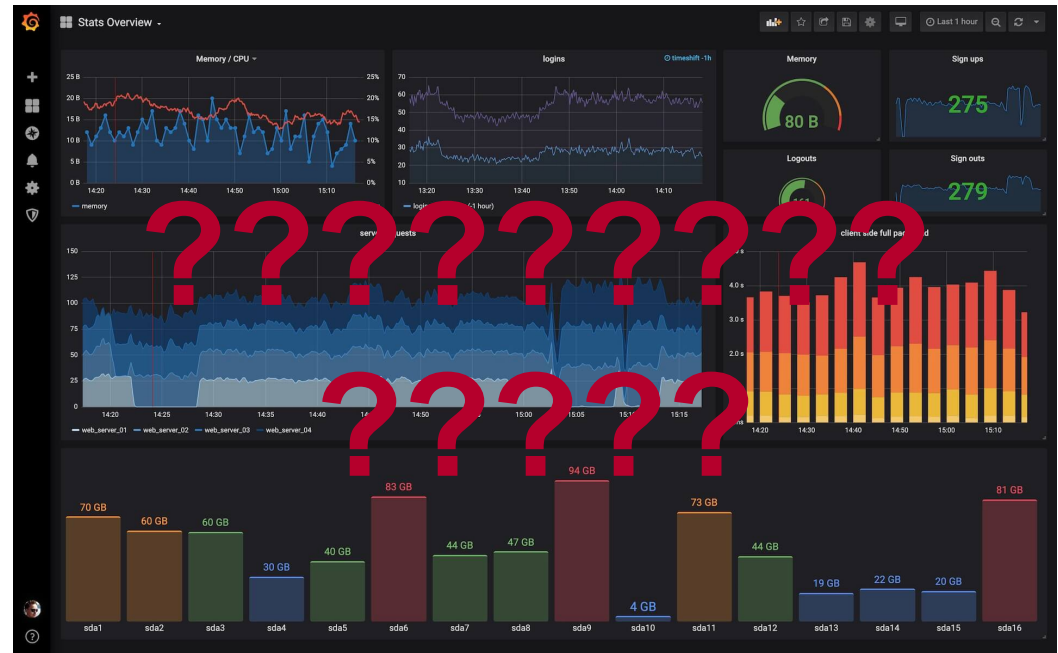 Stats Overview
Last 1 hour
Memory / CPU
25 B
20 B
15 B
10 B
5 B
0 B
25%
20%
15%
10%
5%
0%
14:20 14:30 14:40 14:50 15:00 15:10
memory
logins
timeshift -1h
70
60
50
40
30
20
10
13:20 13:30 13:40 13:50 14:00 14:10
(-1 hour)
Memory
80 B
Sign ups
275
Logouts
Sign outs
279
? ? ? ? ? ? ? ? ?
150
125
100
75
50
25
0
14:20 14:25 14:30 14:35 14:40 14:50 15:00 15:05 15:15
web_server_01 web_server_02 web_server_03 web_server_04
client side full
4.0 s
3.0 s
2.0 s
14:20 14:30 14:40 14:50 15:00 15:10
? ? ? ? ?
70 GB
60 GB
60 GB
30 GB
40 GB
83 GB
44 GB
47 GB
94 GB
4 GB
73 GB
44 GB
19 GB
22 GB
20 GB
81 GB
sda1 sda2 sda3 sda4 sda5 sda6 sda7 sda8 sda9 sda10 sda11 sda12 sda13 sda14 sda15 sda16
?